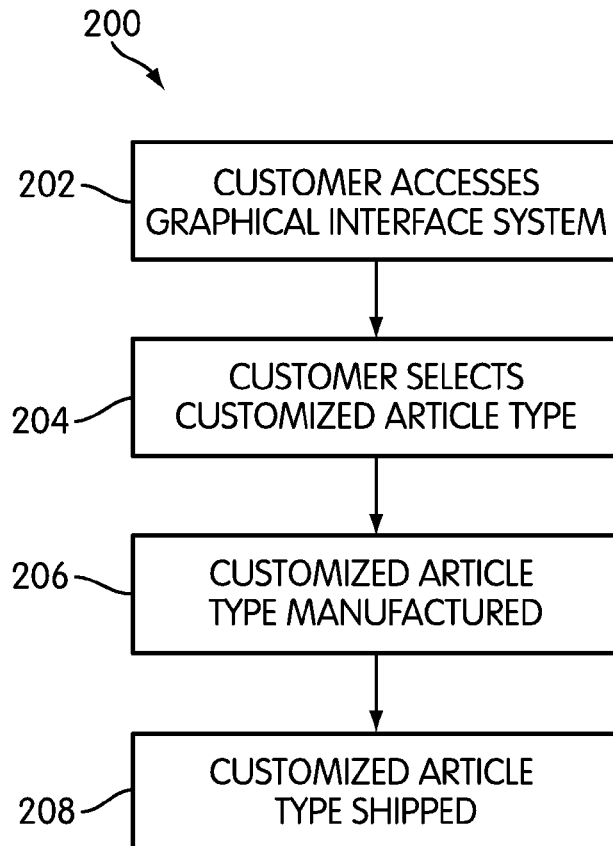 200
202
CUSTOMER ACCESSES
GRAPHICAL INTERFACE SYSTEM
204
CUSTOMER SELECTS
CUSTOMIZED ARTICLE TYPE
206
CUSTOMIZED ARTICLE
TYPE MANUFACTURED
208
CUSTOMIZED ARTICLE
TYPE SHIPPED